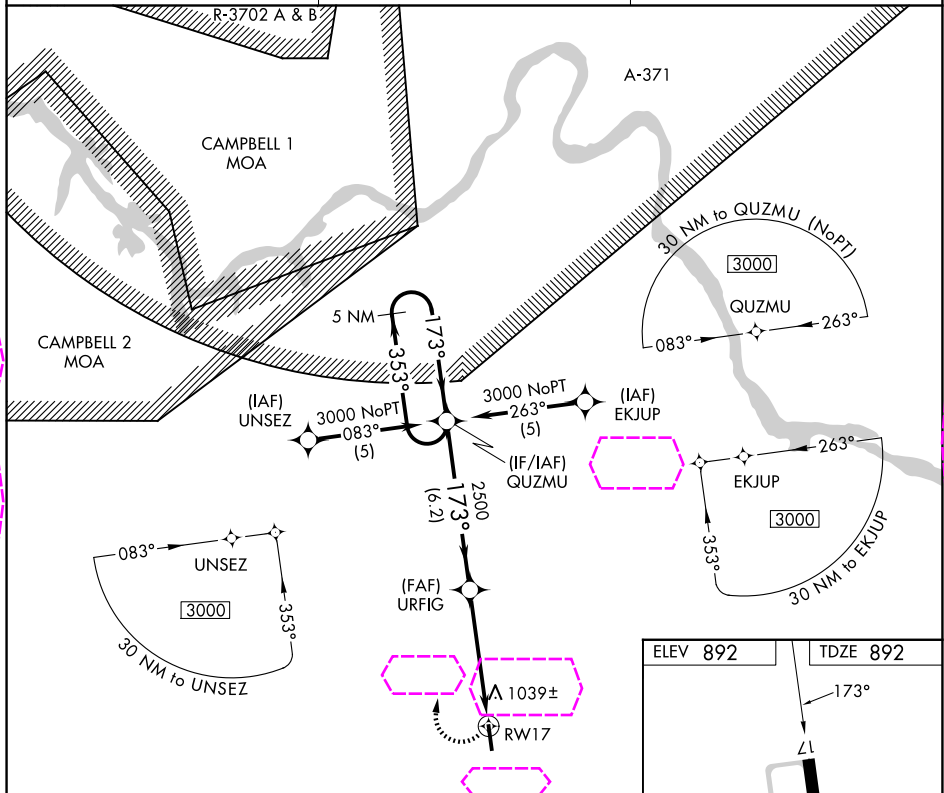 R-3702 A & B
A-371
CAMPBELL 1
MOA
30 NM to QUZMU (NoPT)
3000
QUZMU
083°
263°
5 NM
173°
353°
CAMPBELL 2
MOA
(IAF)
UNSEZ
3000 NoPT
083°
(5)
3000 NoPT
263°
(5)
(IAF)
EKJUP
(IF/IAF)
QUZMU
2500
173°
(6.2)
263°
EKJUP
3000
353°
30 NM to EKJUP
083°
UNSEZ
3000
353°
30 NM to UNSEZ
(FAF)
URFIG
1039±
RW17
ELEV 892
TDZE 892
173°
17